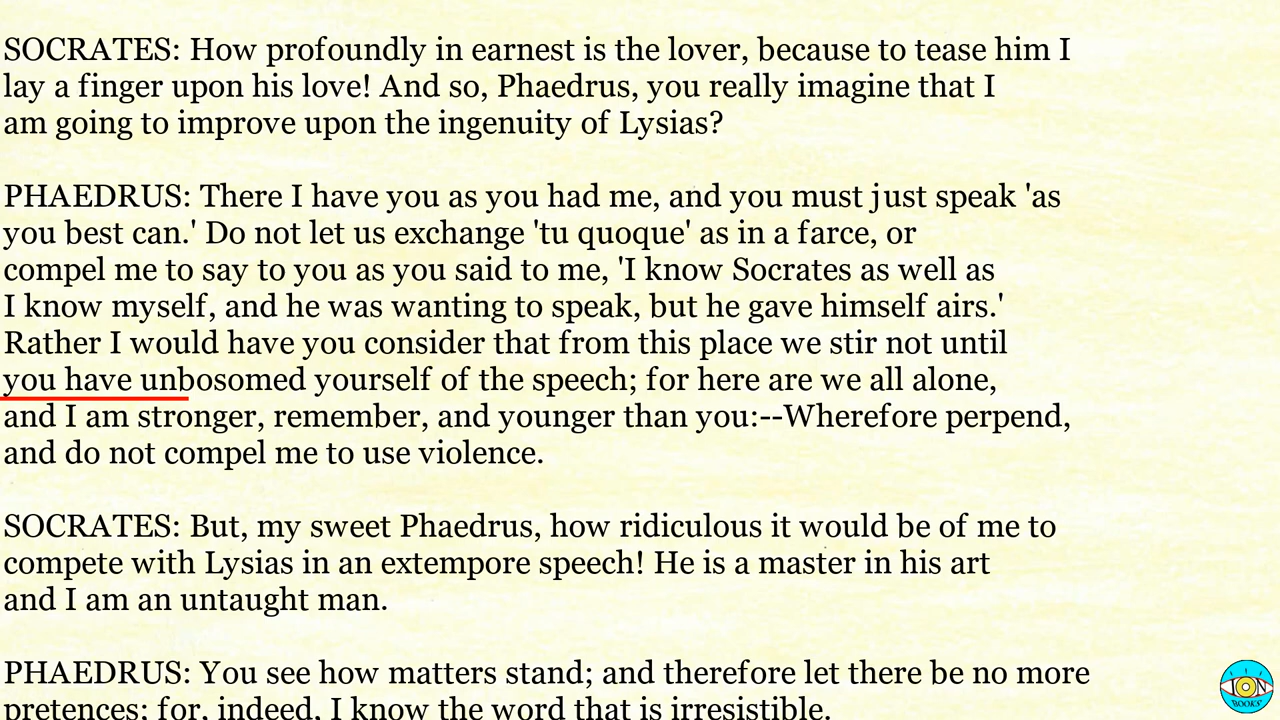 SOCRATES: How profoundly in earnest is the lover, because to tease him I
lay a finger upon his love! And so, Phaedrus, you really imagine that I
am going to improve upon the ingenuity of Lysias?
PHAEDRUS: There I have you as you had me, and you must just speak 'as
you best can.' Do not let us exchange 'tu quoque' as in a farce, or
compel me to say to you as you said to me, 'I know Socrates as well as
I know myself, and he was wanting to speak, but he gave himself airs.'
Rather I would have you consider that from this place we stir not until
you have unbosomed yourself of the speech; for here are we all alone,
and I am stronger, remember, and younger than you:--Wherefore perpend,
and do not compel me to use violence.
SOCRATES: But, my sweet Phaedrus, how ridiculous it would be of me to
compete with Lysias in an extempore speech! He is a master in his art
and I am an untaught man.
PHAEDRUS: You see how matters stand; and therefore let there be no more
pretences; for, indeed, I know the word that is irresistible.
ION
BOOKS